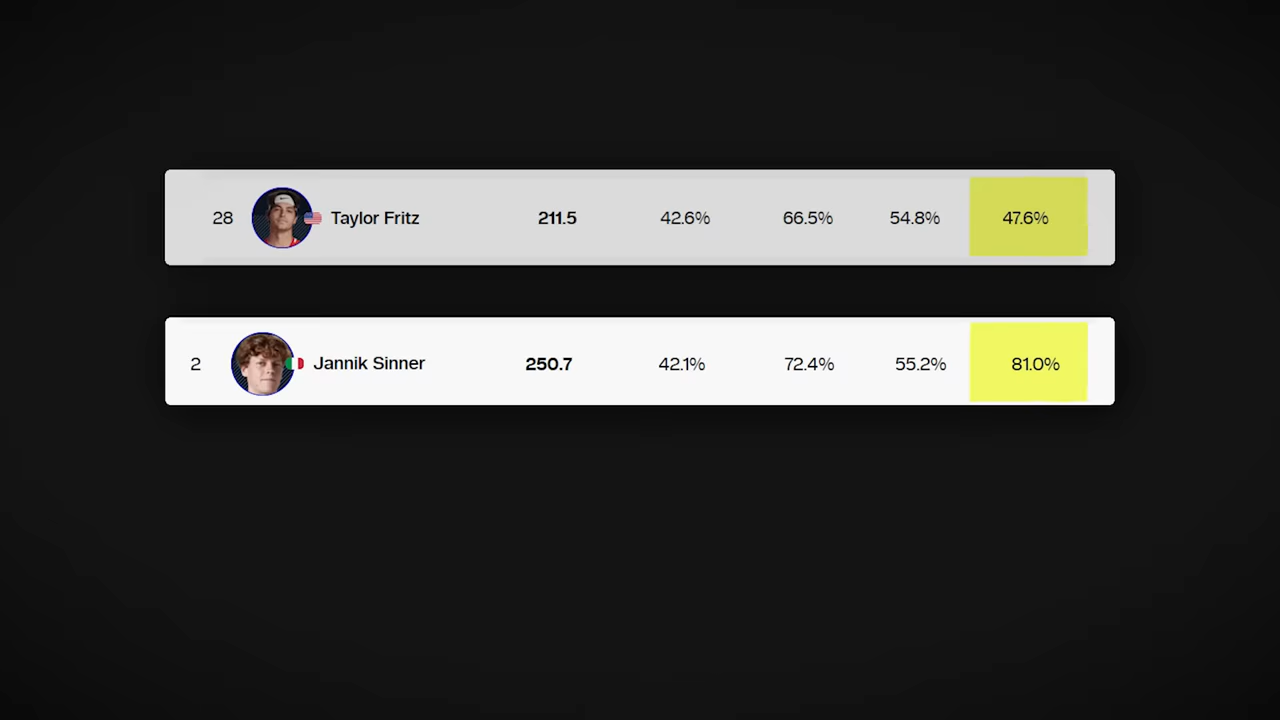 28 Taylor Fritz 211.5 42.6% 66.5% 54.8% 47.6%
2 Jannik Sinner 250.7 42.1% 72.4% 55.2% 81.0%